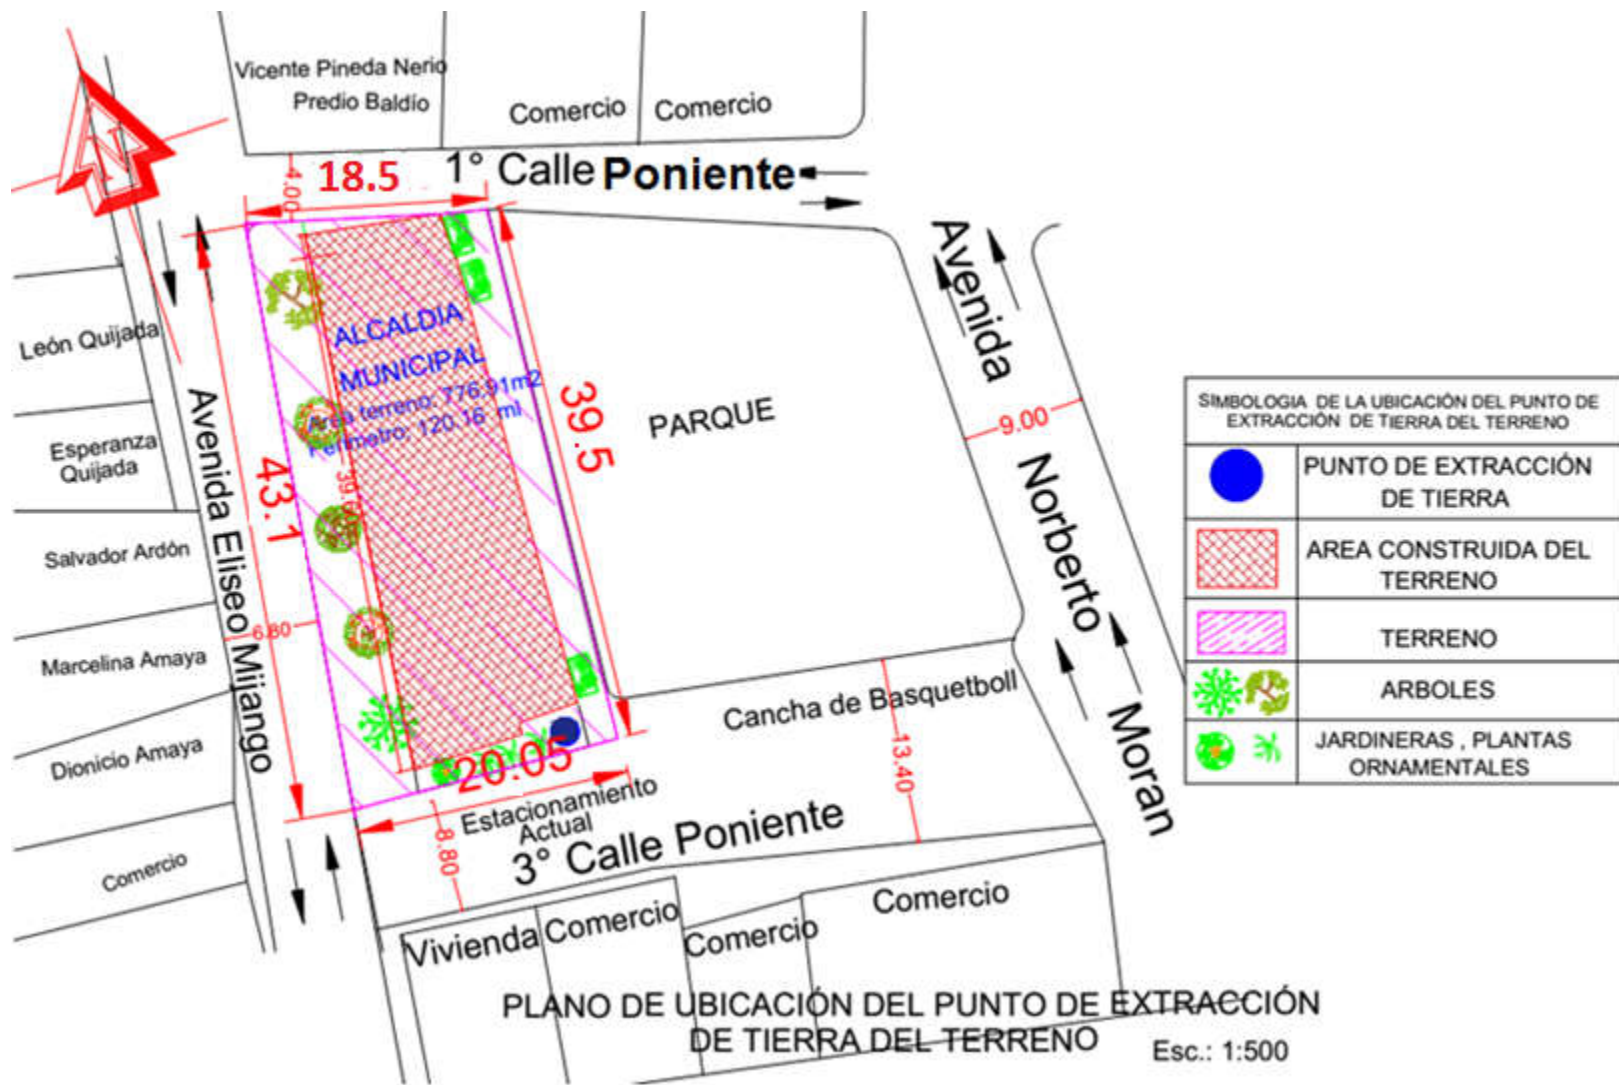 Vicente Pineda Nerio
Predio Baldío
Comercio
Comercio
N
4.00
18.5
1° Calle Poniente
León Quijada
Esperanza
Quijada
Salvador Ardòn
Marcelina Amaya
Dionicio Amaya
Comercio
Avenida Eliseo Mijango
43.1
6.80
ALCALDIA
MUNICIPAL
Area terreno: 776.91m2
Perimetro: 120.16 ml
39.5
PARQUE
Avenida Norberto Moran
9.00
Cancha de Basquetboll
13.40
20.05
Estacionamiento
Actual
8.80
3° Calle Poniente
Vivienda
Comercio
Comercio
Comercio
PLANO DE UBICACIÓN DEL PUNTO DE EXTRACCIÓN
DE TIERRA DEL TERRENO
Esc.: 1:500
SIMBOLOGIA DE LA UBICACIÓN DEL PUNTO DE
EXTRACCIÓN DE TIERRA DEL TERRENO
PUNTO DE EXTRACCIÓN
DE TIERRA
AREA CONSTRUIDA DEL
TERRENO
TERRENO
ARBOLES
JARDINERAS , PLANTAS
ORNAMENTALES